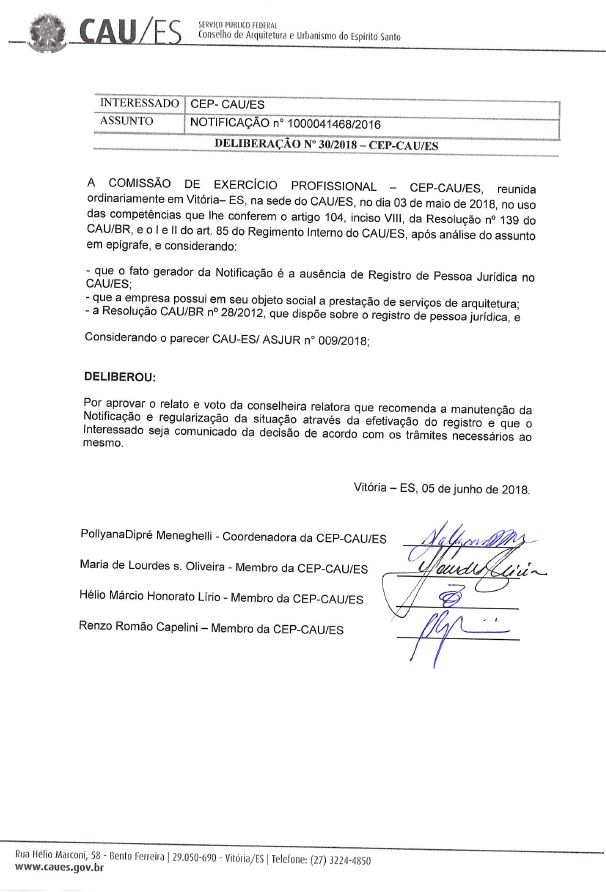 CAU/ES
SERVIÇO PÚBLICO FEDERAL
Conselho de Arquitetura e Urbanismo do Espírito Santo
INTERESSADO CEP- CAU/ES
ASSUNTO NOTIFICAÇÃO n° 1000041468/2016
DELIBERAÇÃO Nº 30/2018 – CEP-CAU/ES
A COMISSÃO DE EXERCÍCIO PROFISSIONAL – CEP-CAU/ES, reunida
ordinariamente em Vitória– ES, na sede do CAU/ES, no dia 03 de maio de 2018, no uso
das competências que lhe conferem o artigo 104, inciso VIII, da Resolução nº 139 do
CAU/BR, e o I e II do art. 85 do Regimento Interno do CAU/ES, após análise do assunto
em epígrafe, e considerando:
- que o fato gerador da Notificação é a ausência de Registro de Pessoa Jurídica no
CAU/ES;
- que a empresa possui em seu objeto social a prestação de serviços de arquitetura;
- a Resolução CAU/BR nº 28/2012, que dispõe sobre o registro de pessoa jurídica, e
Considerando o parecer CAU-ES/ ASJUR n° 009/2018;
DELIBEROU:
Por aprovar o relato e voto da conselheira relatora que recomenda a manutenção da
Notificação e regularização da situação através da efetivação do registro e que o
Interessado seja comunicado da decisão de acordo com os trâmites necessários ao
mesmo.
Vitória – ES, 05 de junho de 2018.
PollyanaDipré Meneghelli - Coordenadora da CEP-CAU/ES
Maria de Lourdes s. Oliveira - Membro da CEP-CAU/ES
Hélio Márcio Honorato Lírio - Membro da CEP-CAU/ES
Renzo Romão Capelini – Membro da CEP-CAU/ES
Rua Hélio Marconi, 58 - Bento Ferreira | 29.050-690 - Vitória/ES | Telefone: (27) 3224-4850
www.caues.gov.br